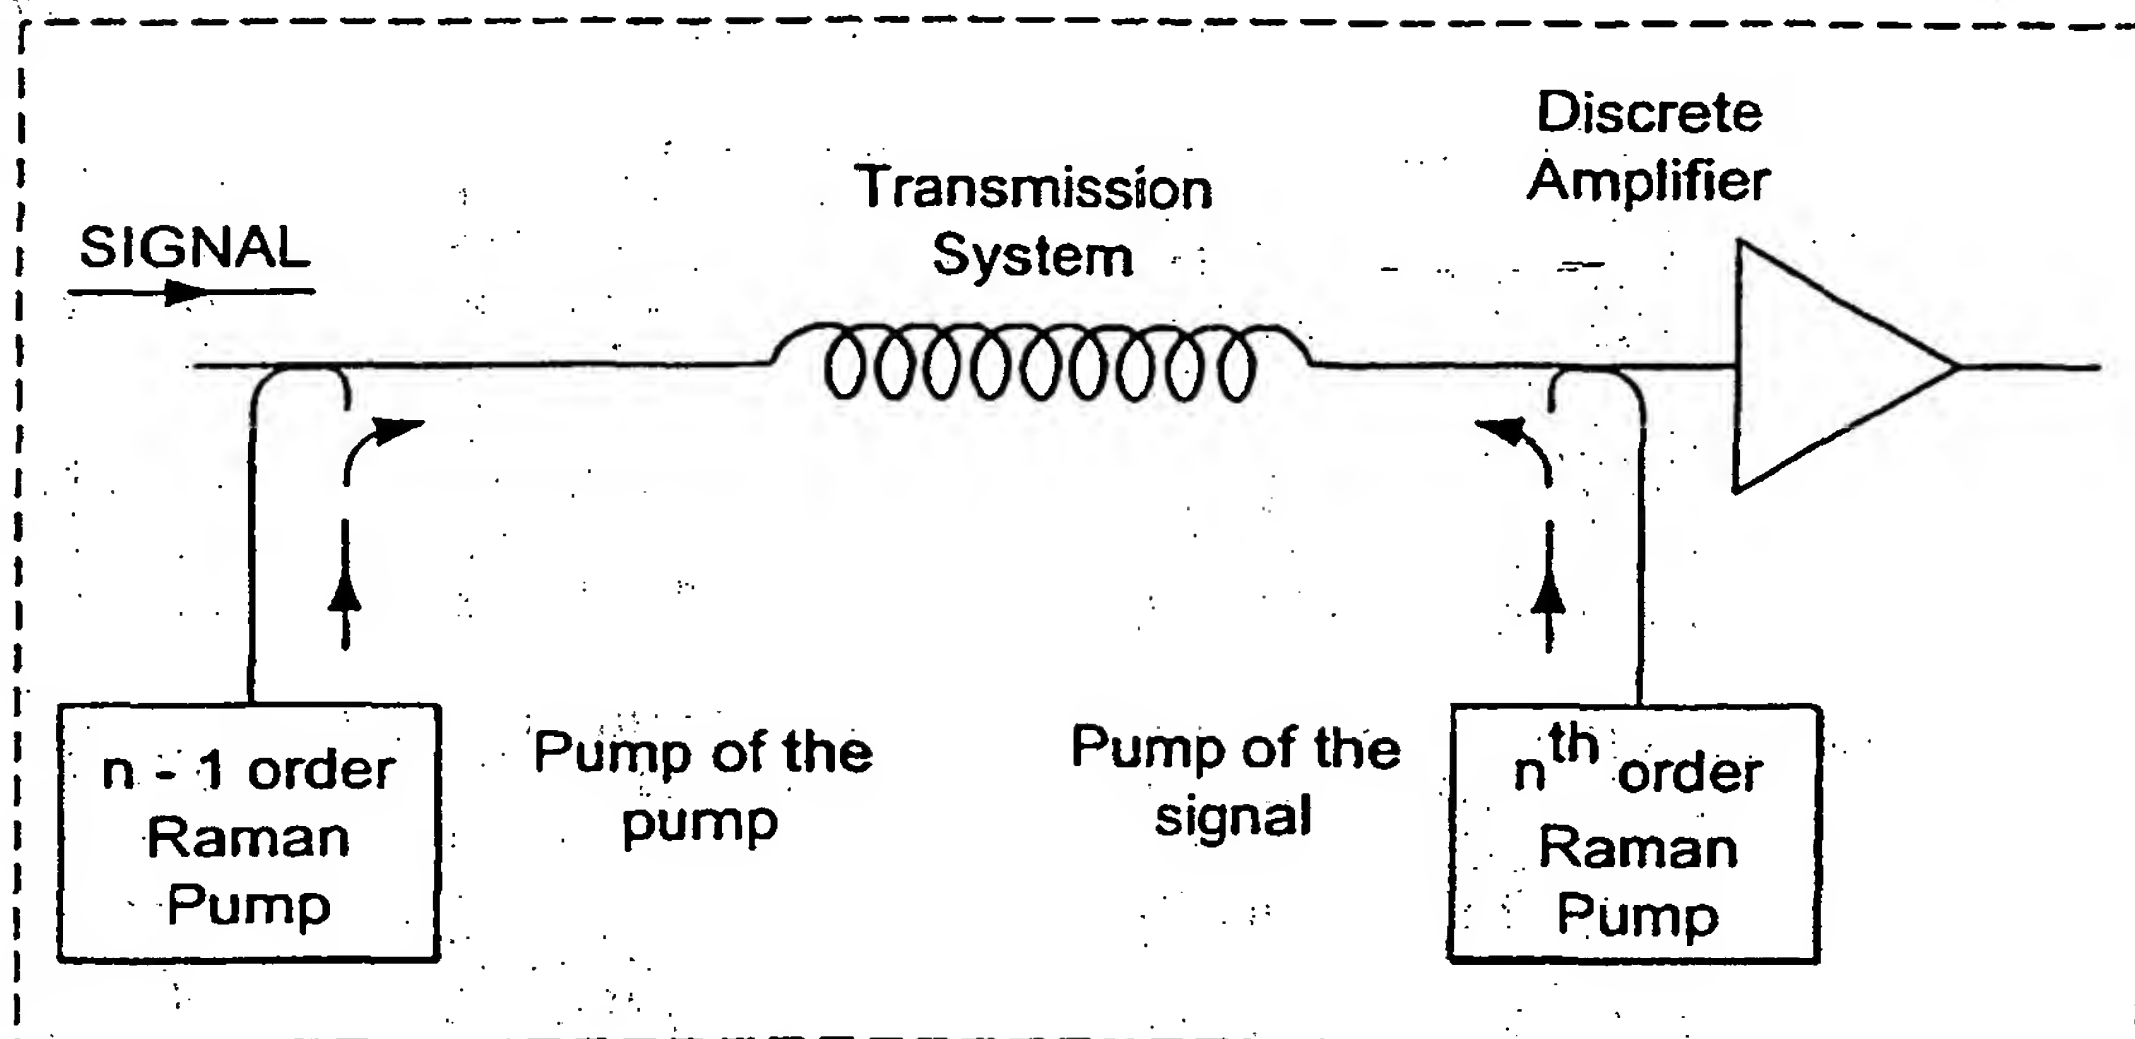 Discrete
Amplifier
Transmission
System
SIGNAL
n - 1 order
Raman
Pump
Pump of the
pump
Pump of the
signal
nth order
Raman
Pump